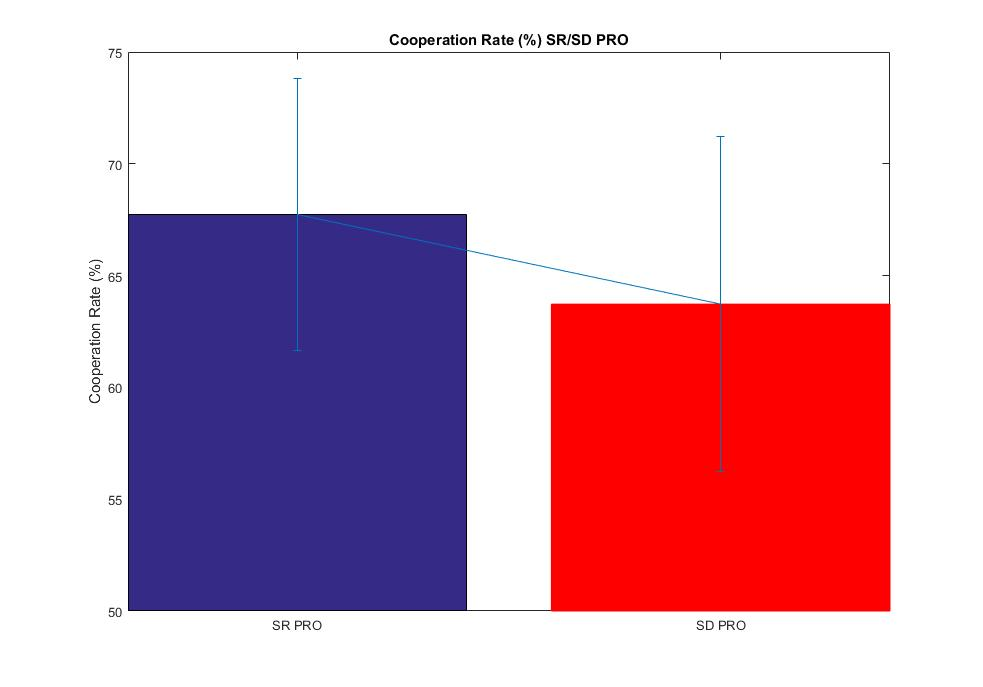 Cooperation Rate (%) SR/SD PRO
75
70
65
60
55
50
Cooperation Rate (%)
SR PRO
SD PRO